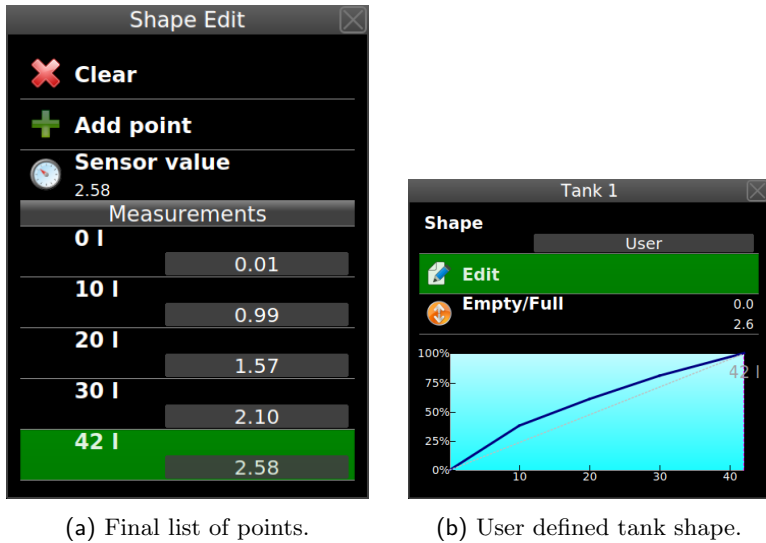 Shape Edit
Clear
Add point
Sensor value
2.58
Measurements
0 l
0.01
10 l
0.99
20 l
1.57
30 l
2.10
42 l
2.58
(a) Final list of points.
Tank 1
Shape
User
Edit
Empty/Full
0.0
2.6
100%
42 l
75%
50%
25%
0%
10 20 30 40
(b) User defined tank shape.